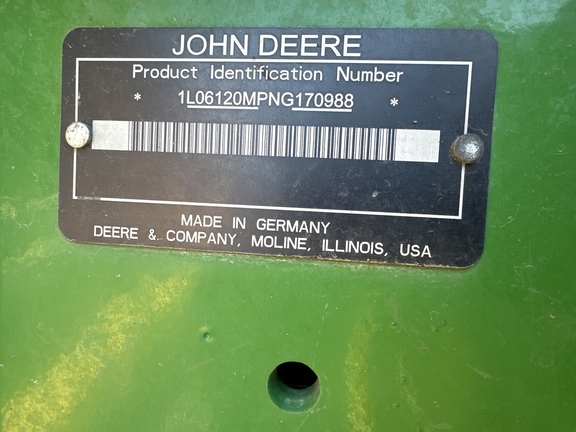 JOHN DEERE
Product Identification Number
* 1L06120MPNG170988 *
MADE IN GERMANY
DEERE & COMPANY, MOLINE, ILLINOIS, USA